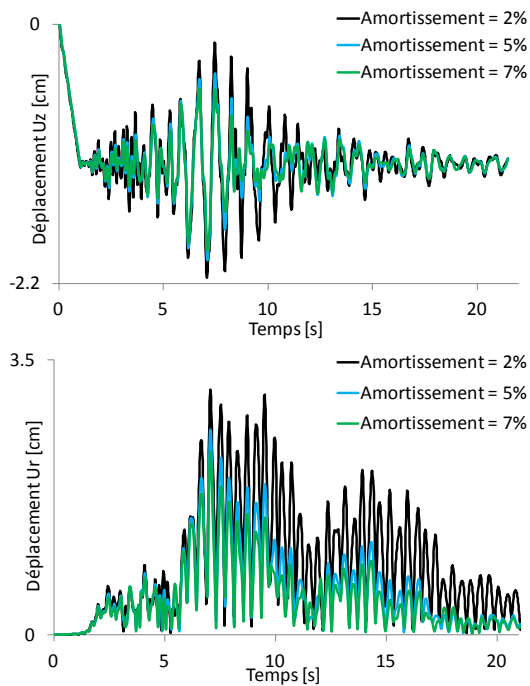 0
Amortissement = 2%
Amortissement = 5%
Amortissement = 7%
Déplacement Uz [cm]
-2.2
0 5 10 15 20
Temps [s]
3.5
Amortissement = 2%
Amortissement = 5%
Amortissement = 7%
Déplacement Ur [cm]
0
0 5 10 15 20
Temps [s]